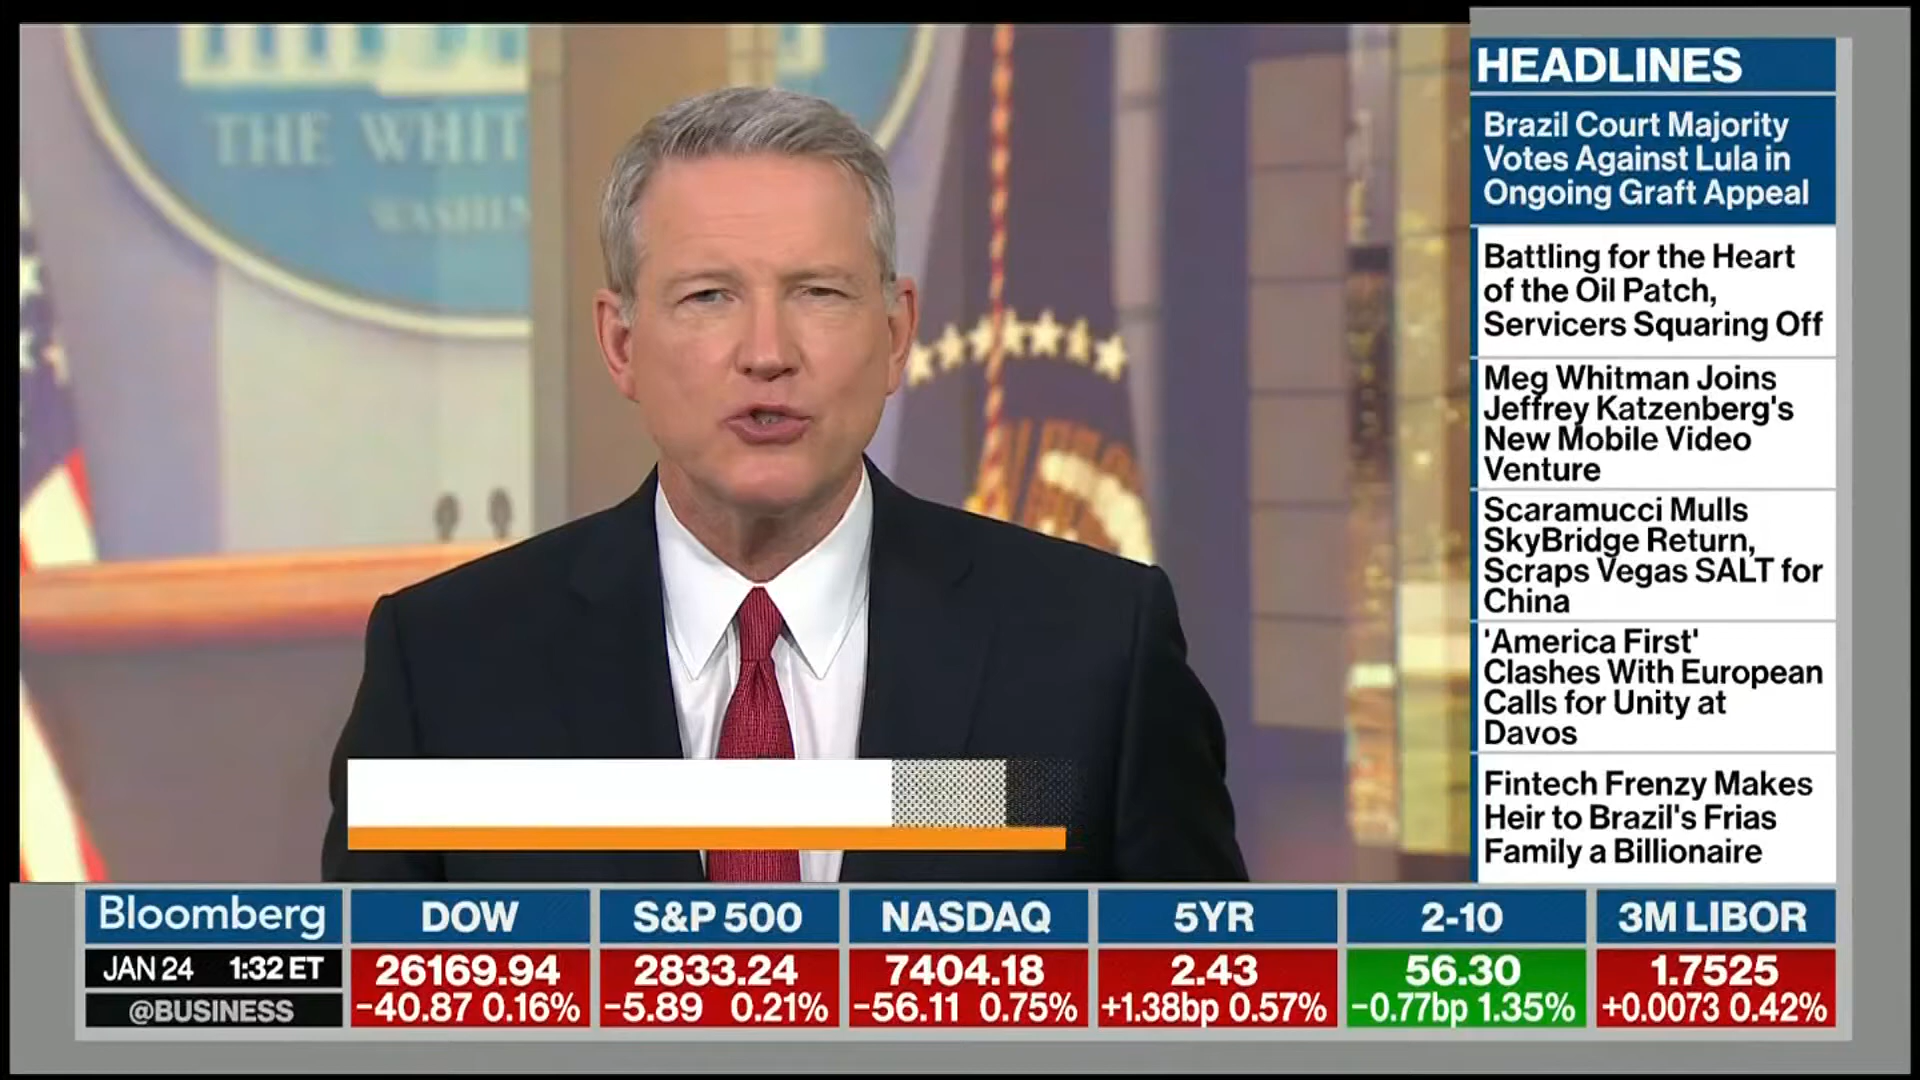 THE WHIT
WASHIN
HEADLINES
Brazil Court Majority
Votes Against Lula in
Ongoing Graft Appeal
Battling for the Heart
of the Oil Patch,
Servicers Squaring Off
Meg Whitman Joins
Jeffrey Katzenberg's
New Mobile Video
Venture
Scaramucci Mulls
SkyBridge Return,
Scraps Vegas SALT for
China
'America First'
Clashes With European
Calls for Unity at
Davos
Fintech Frenzy Makes
Heir to Brazil's Frias
Family a Billionaire
Bloomberg
JAN 24 1:32 ET
@BUSINESS
DOW
26169.94
-40.87 0.16%
S&P 500
2833.24
-5.89 0.21%
NASDAQ
7404.18
-56.11 0.75%
5YR
2.43
+1.38bp 0.57%
2-10
56.30
-0.77bp 1.35%
3M LIBOR
1.7525
+0.0073 0.42%